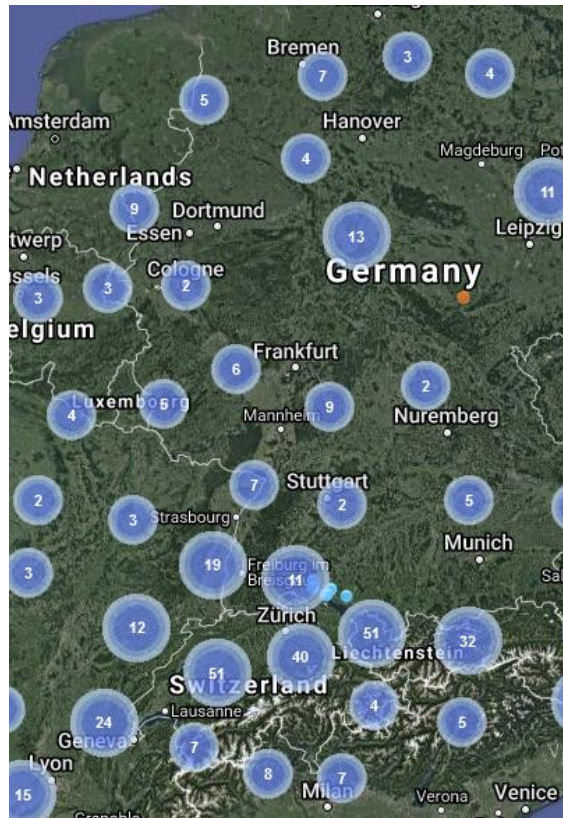 Bremen
7
3
4
5
Amsterdam
Hanover
4
Magdeburg
Netherlands
11
9
Dortmund
Essen
13
Leipzig
Germany
Cologne
3
3
2
elgium
Frankfurt
6
Luxembourg
5
4
Mannheim
9
2
Nuremberg
7
Stuttgart
2
5
2
3
Strasbourg
Munich
3
19
Freiburg im
Breisgau
11
12
Zürich
51
32
Liechtenstein
40
51
Switzerland
Lausanne
4
5
24
Geneva
7
Lyon
8
7
15
Milan
Verona
Venice